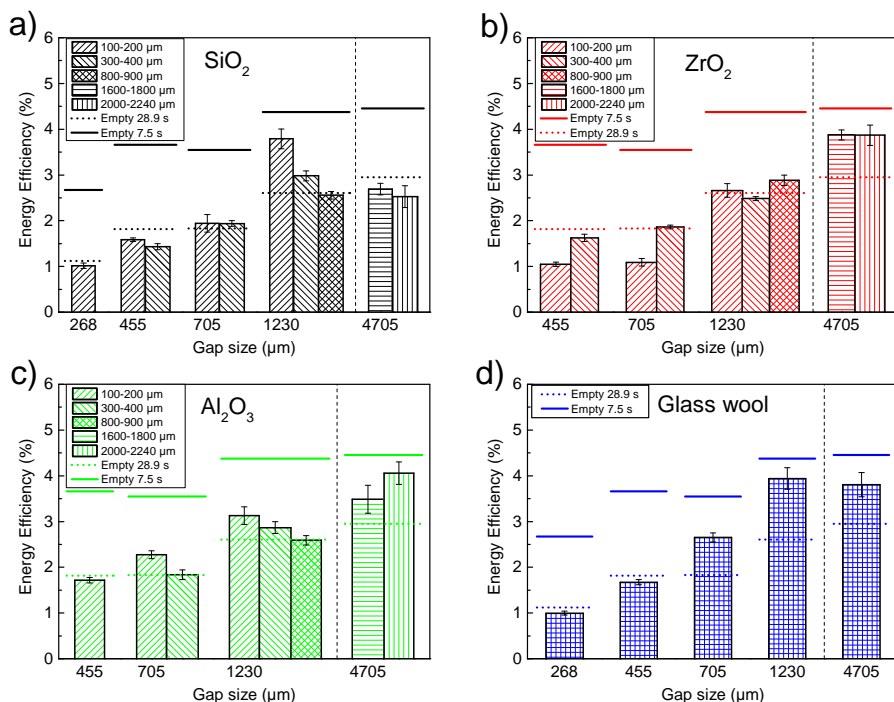 a)
6
5
4
3
2
1
0
Energy Efficiency (%)
100-200 µm
300-400 µm
800-900 µm
1600-1800 µm
2000-2240 µm
Empty 28.9 s
Empty 7.5 s
SiO2
268 455 705 1230 4705
Gap size (µm)
b)
6
5
4
3
2
1
0
Energy Efficiency (%)
100-200 µm
300-400 µm
800-900 µm
1600-1800 µm
2000-2240 µm
Empty 7.5 s
Empty 28.9 s
ZrO2
455 705 1230 4705
Gap size (µm)
c)
6
5
4
3
2
1
0
Energy Efficiency (%)
100-200 µm
300-400 µm
800-900 µm
1600-1800 µm
2000-2240 µm
Empty 28.9 s
Empty 7.5 s
Al2O3
455 705 1230 4705
Gap size (µm)
d)
6
5
4
3
2
1
0
Energy Efficiency (%)
Empty 28.9 s
Empty 7.5 s
Glass wool
268 455 705 1230 4705
Gap size (µm)